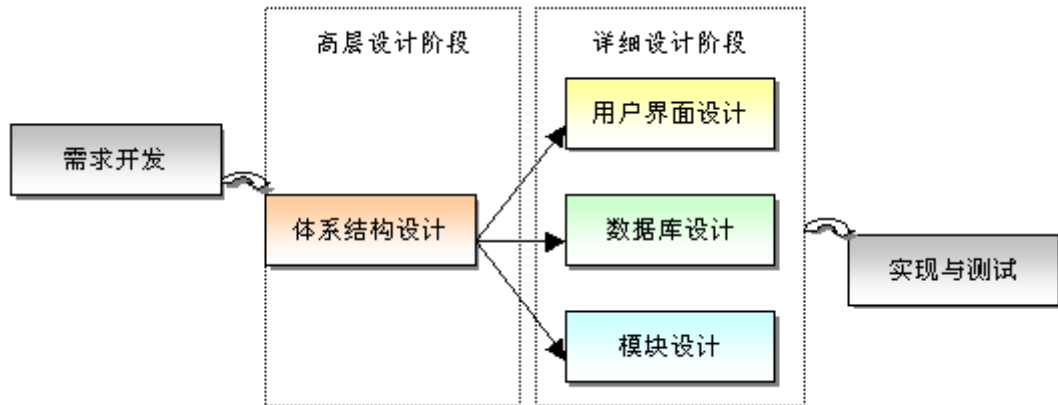 高层设计阶段
详细设计阶段
用户界面设计
需求开发
体系结构设计
数据库设计
实现与测试
模块设计